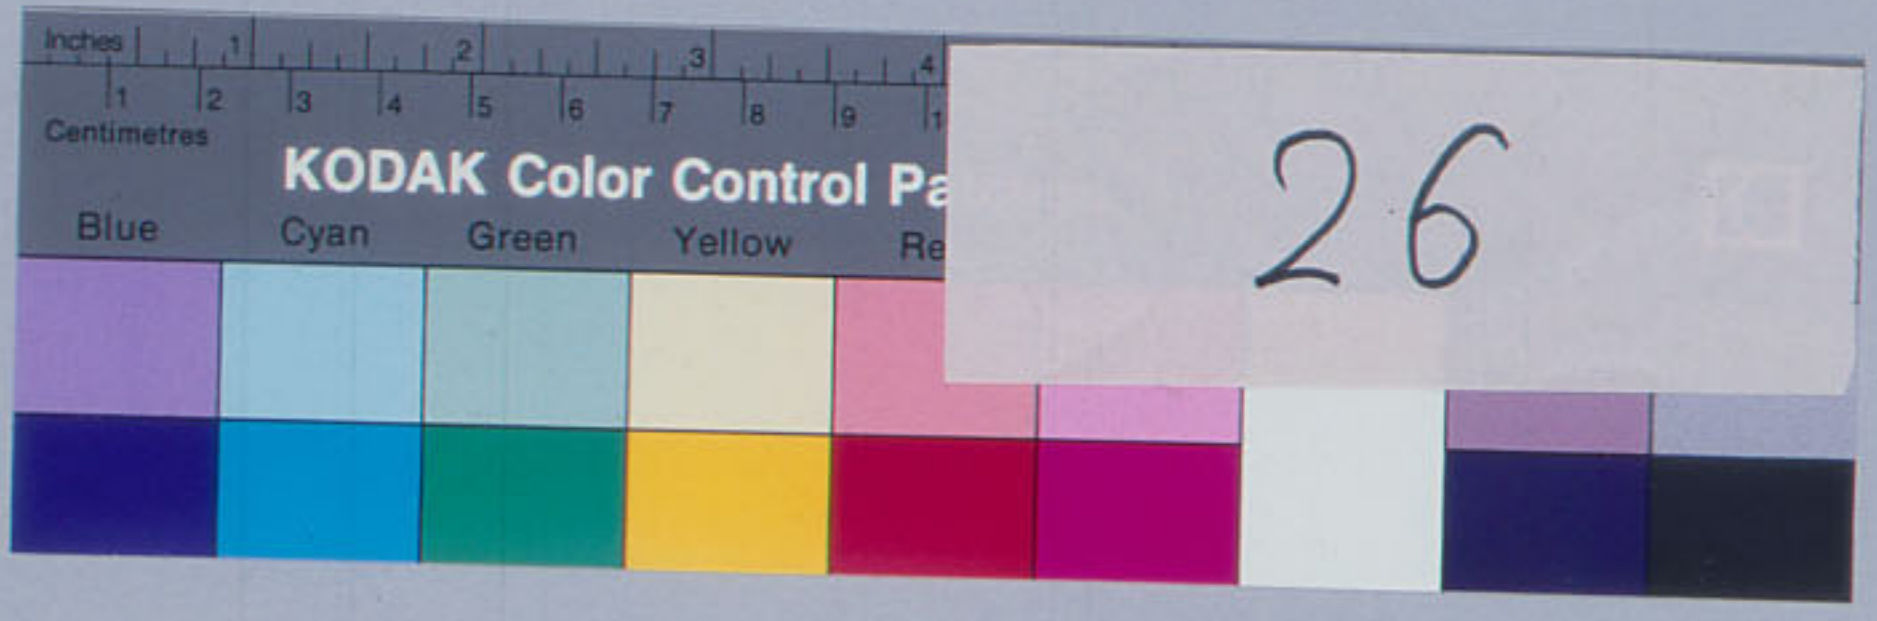 Inches 1 2 3 4
1 2 3 4 5 6 7 8 9 1
Centimetres
KODAK Color Control Pa
Blue Cyan Green Yellow Re
26